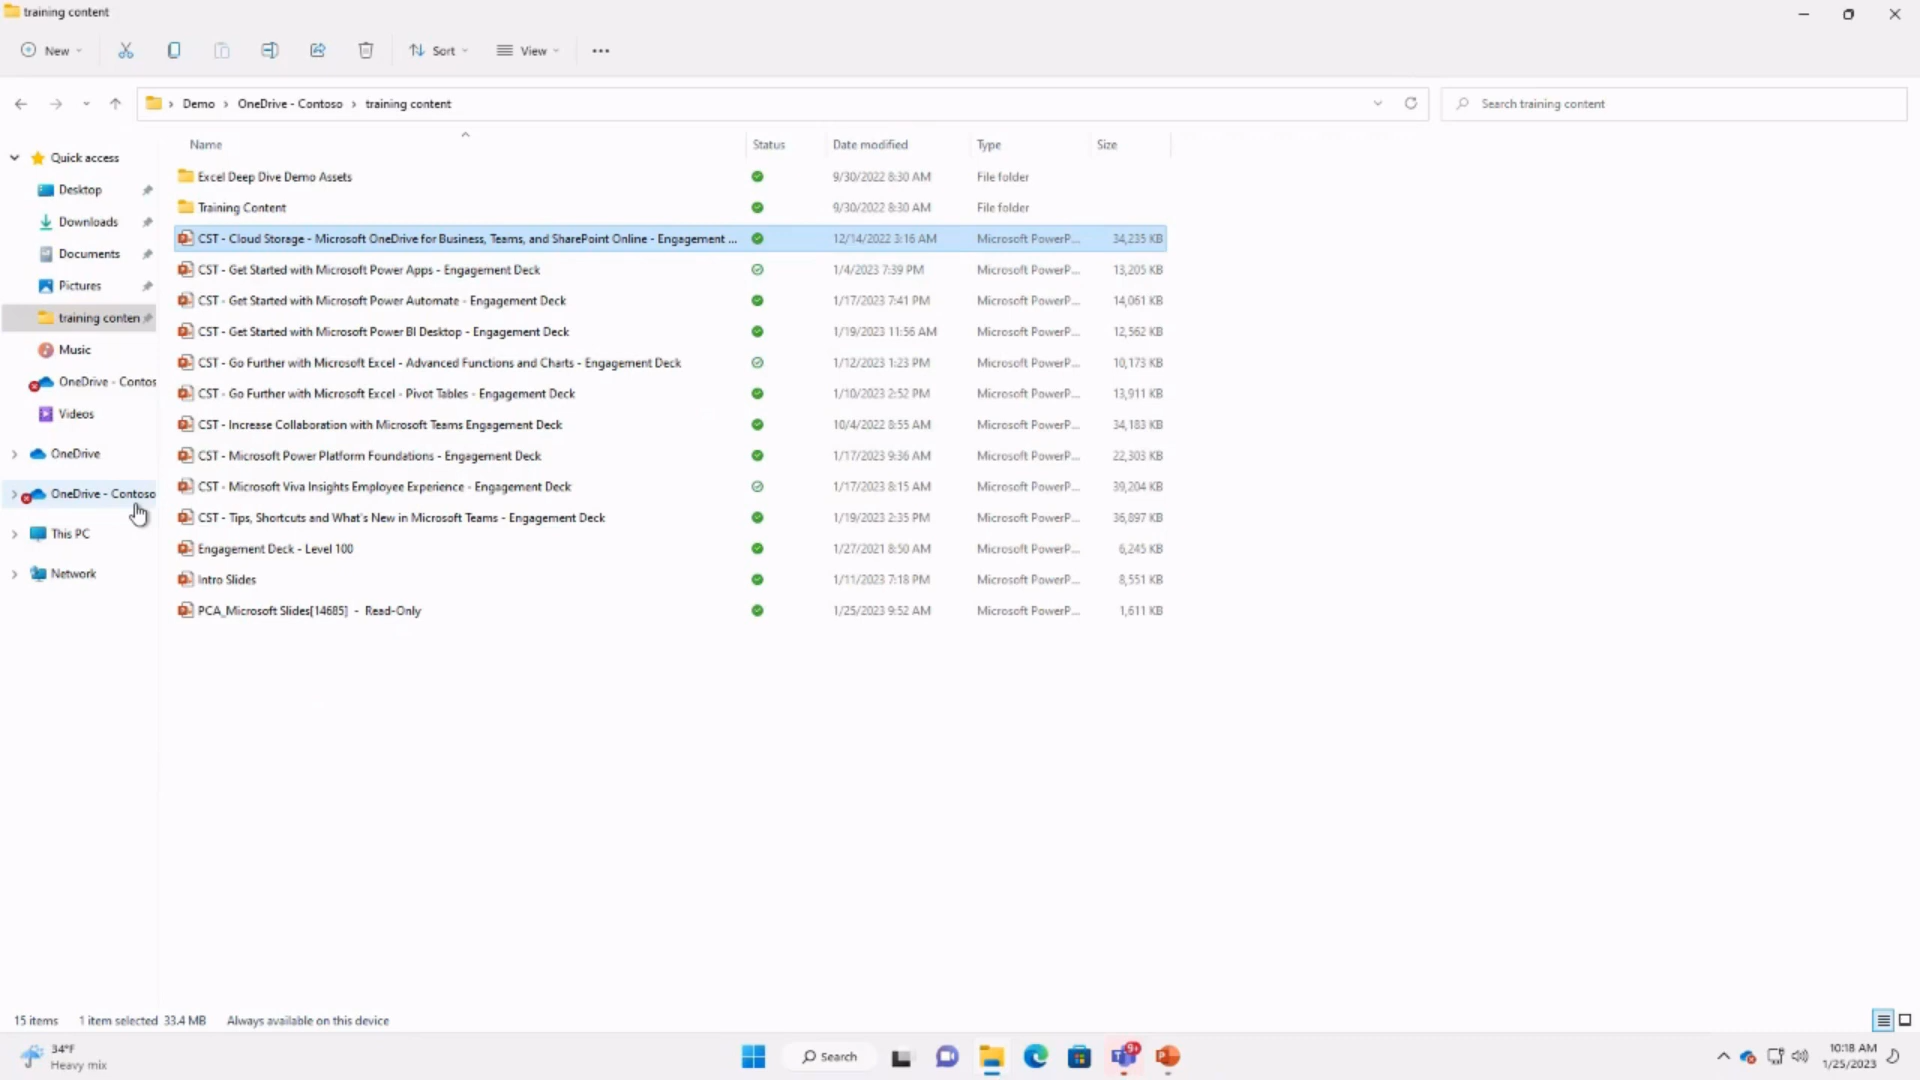 training content
New
Sort
View
Demo > OneDrive - Contoso > training content
Search training content
Name Status Date modified Type Size
Quick access
Desktop
Downloads
Documents
Pictures
training conten
Music
OneDrive - Contos
Videos
OneDrive
OneDrive - Contoso
This PC
Network
Excel Deep Dive Demo Assets 9/30/2022 8:30 AM File folder
Training Content 9/30/2022 8:30 AM File folder
CST - Cloud Storage - Microsoft OneDrive for Business, Teams, and SharePoint Online - Engagement ... 12/14/2022 3:16 AM Microsoft PowerP... 34,235 KB
CST - Get Started with Microsoft Power Apps - Engagement Deck 1/4/2023 7:39 PM Microsoft PowerP... 13,205 KB
CST - Get Started with Microsoft Power Automate - Engagement Deck 1/17/2023 7:41 PM Microsoft PowerP... 14,061 KB
CST - Get Started with Microsoft Power BI Desktop - Engagement Deck 1/19/2023 11:56 AM Microsoft PowerP... 12,562 KB
CST - Go Further with Microsoft Excel - Advanced Functions and Charts - Engagement Deck 1/12/2023 1:23 PM Microsoft PowerP... 10,173 KB
CST - Go Further with Microsoft Excel - Pivot Tables - Engagement Deck 1/10/2023 2:52 PM Microsoft PowerP... 13,911 KB
CST - Increase Collaboration with Microsoft Teams Engagement Deck 10/4/2022 8:55 AM Microsoft PowerP... 34,183 KB
CST - Microsoft Power Platform Foundations - Engagement Deck 1/17/2023 9:36 AM Microsoft PowerP... 22,303 KB
CST - Microsoft Viva Insights Employee Experience - Engagement Deck 1/17/2023 8:15 AM Microsoft PowerP... 39,204 KB
CST - Tips, Shortcuts and What's New in Microsoft Teams - Engagement Deck 1/19/2023 2:35 PM Microsoft PowerP... 36,897 KB
Engagement Deck - Level 100 1/27/2021 8:50 AM Microsoft PowerP... 6,245 KB
Intro Slides 1/11/2023 7:18 PM Microsoft PowerP... 8,551 KB
PCA_Microsoft Slides[14685] - Read-Only 1/25/2023 9:52 AM Microsoft PowerP... 1,611 KB
15 items 1 item selected 33.4 MB Always available on this device
34°F
Heavy mix
Search
9+
10:18 AM
1/25/2023